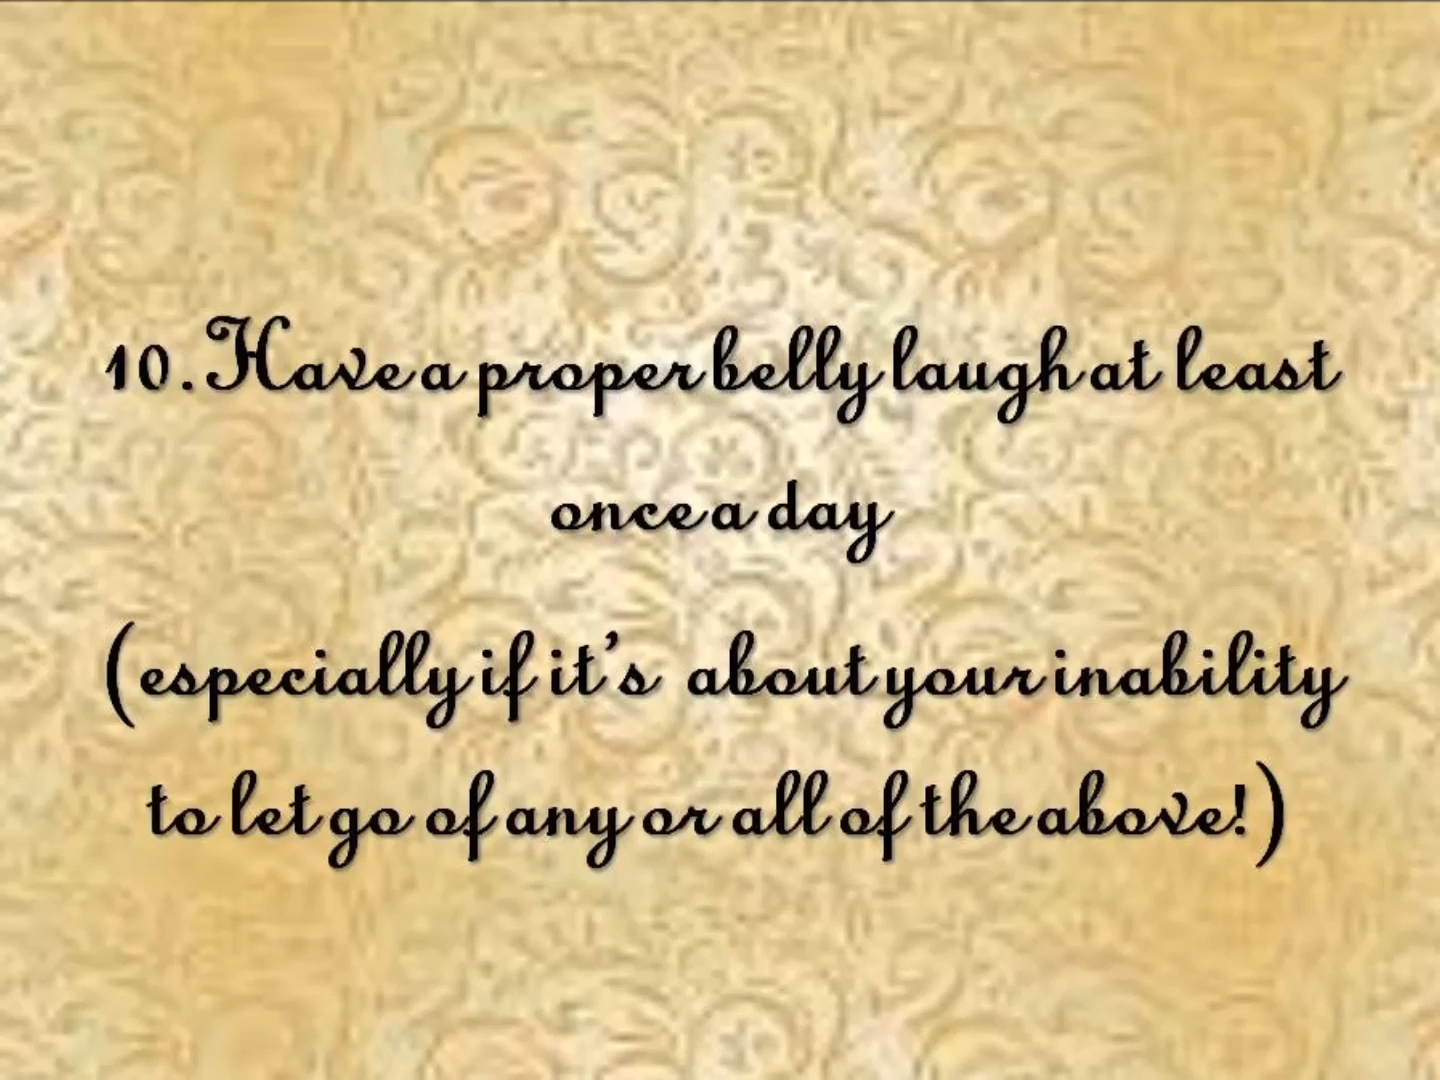 10. Have a proper belly laugh at least
once a day
(especially if it's about your inability
to let go of any or all of the above!)